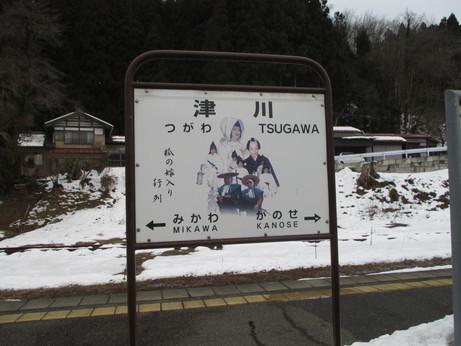 津川
つがわ TSUGAWA
狐の嫁入り
行列
みかわ かのせ
MIKAWA KANOSE